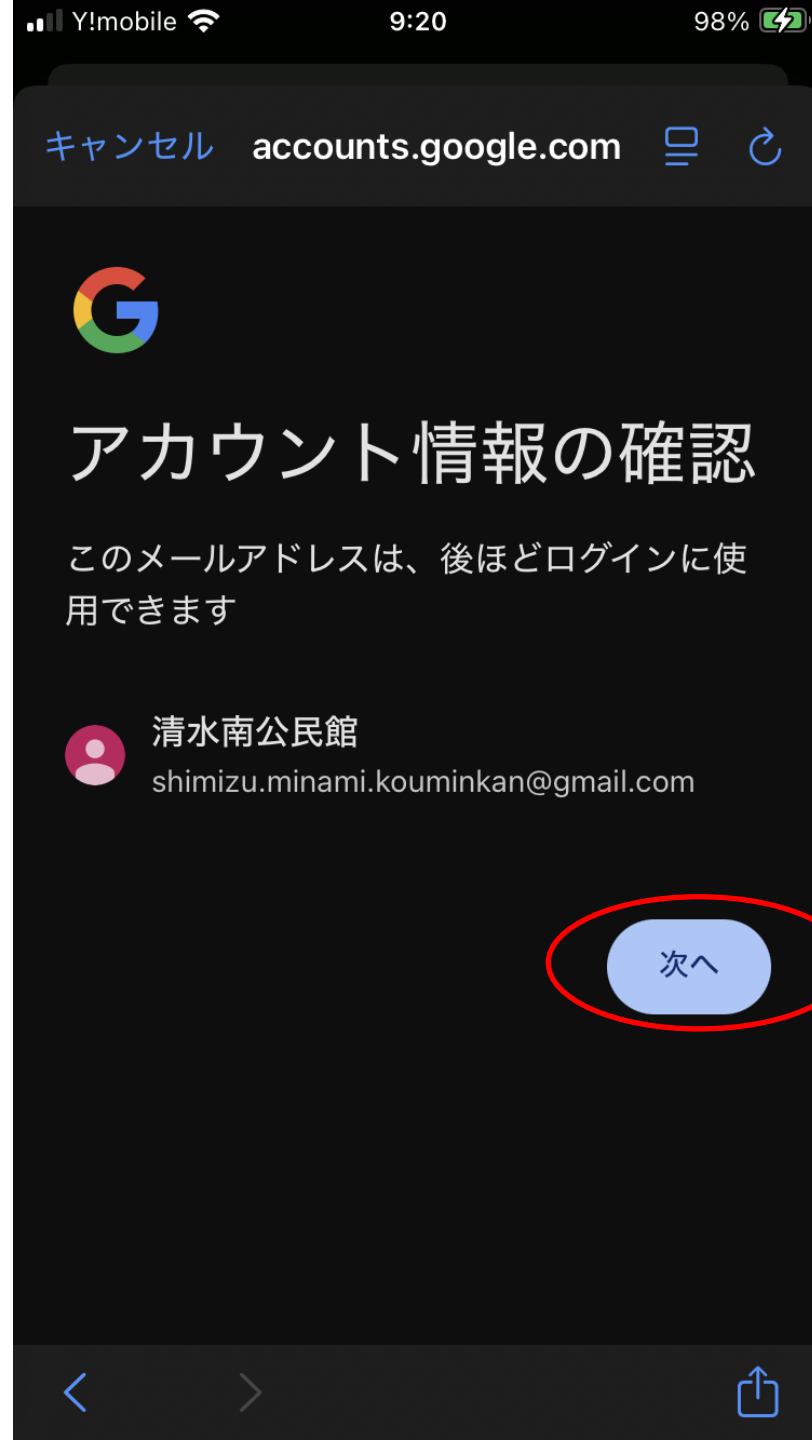 Y!mobile 9:20 98%
キャンセル accounts.google.com
アカウント情報の確認
このメールアドレスは、後ほどログインに使
用できます
清水南公民館
shimizu.minami.kouminkan@gmail.com
次へ